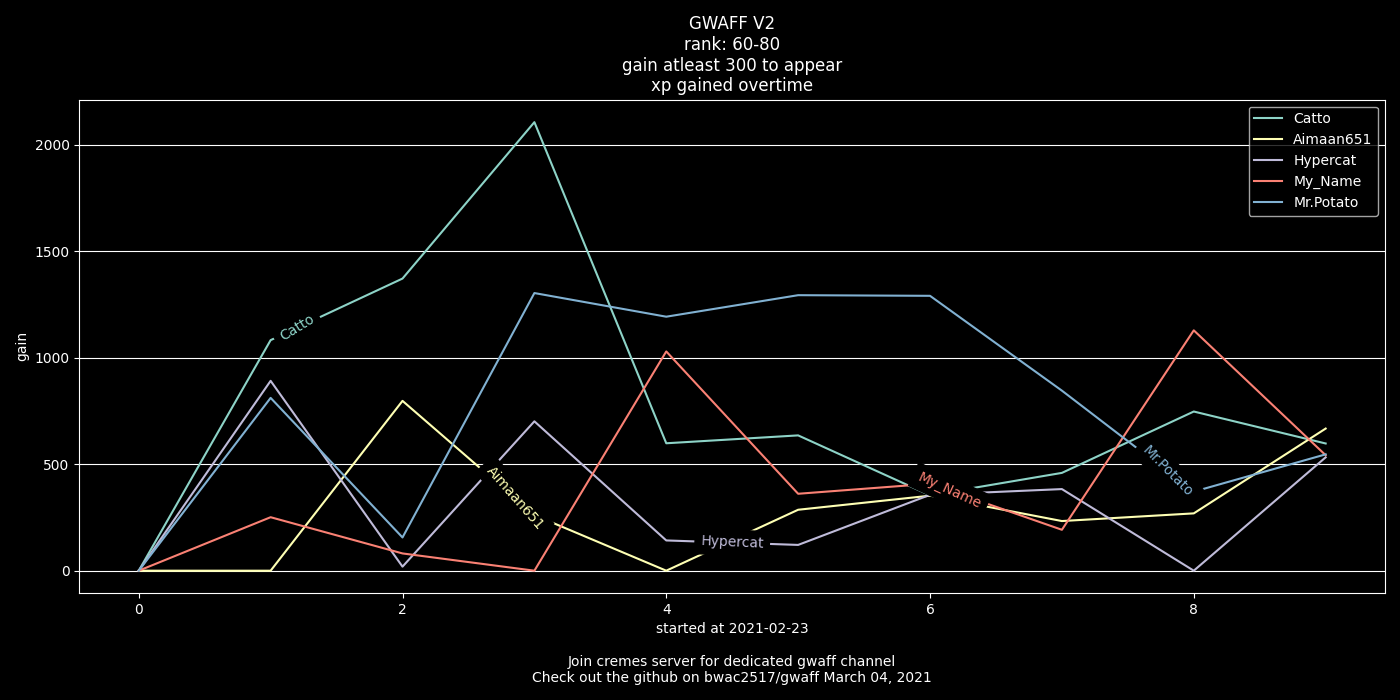 GWAFF V2
rank: 60-80
gain atleast 300 to appear
xp gained overtime
Catto
Aimaan651
Hypercat
My_Name
Mr.Potato
2000
1500
1000
500
0
gain
Catto
Aimaan651
Hypercat
My_Name
Mr.Potato
0
2
4
6
8
started at 2021-02-23
Join cremes server for dedicated gwaff channel
Check out the github on bwac2517/gwaff March 04, 2021